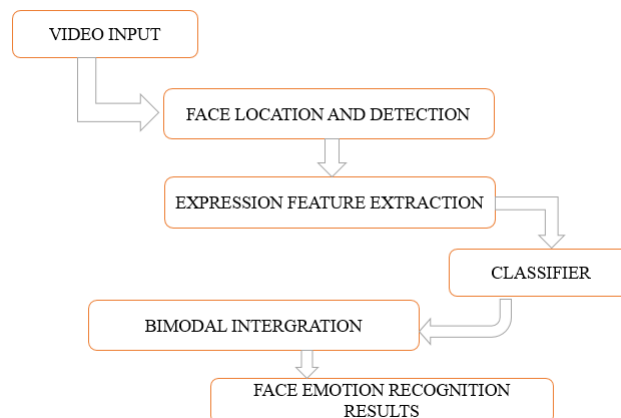 VIDEO INPUT
FACE LOCATION AND DETECTION
EXPRESSION FEATURE EXTRACTION
CLASSIFIER
BIMODAL INTERGRATION
FACE EMOTION RECOGNITION
RESULTS